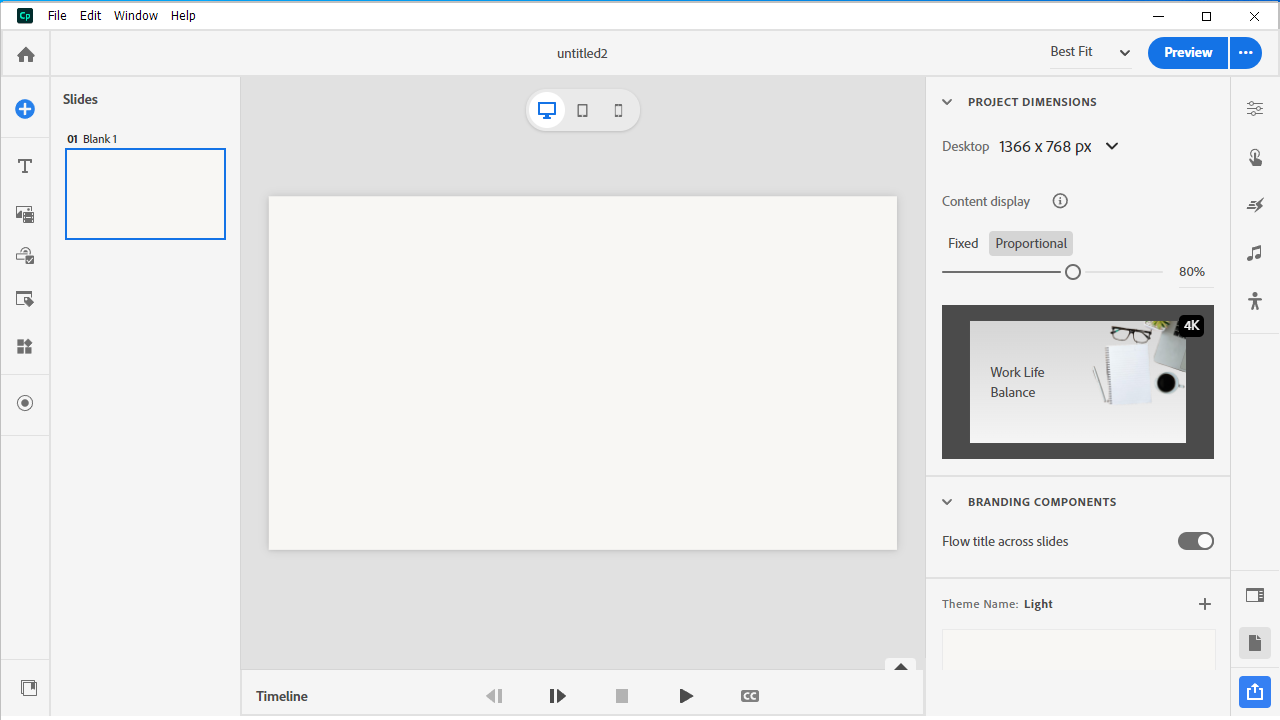 Cp File Edit Window Help
untitled2
Best Fit
Preview
Slides
01 Blank 1
PROJECT DIMENSIONS
Desktop 1366 x 768 px
Content display
Fixed Proportional
80%
4K
Work Life
Balance
BRANDING COMPONENTS
Flow title across slides
Theme Name: Light
Timeline
CC